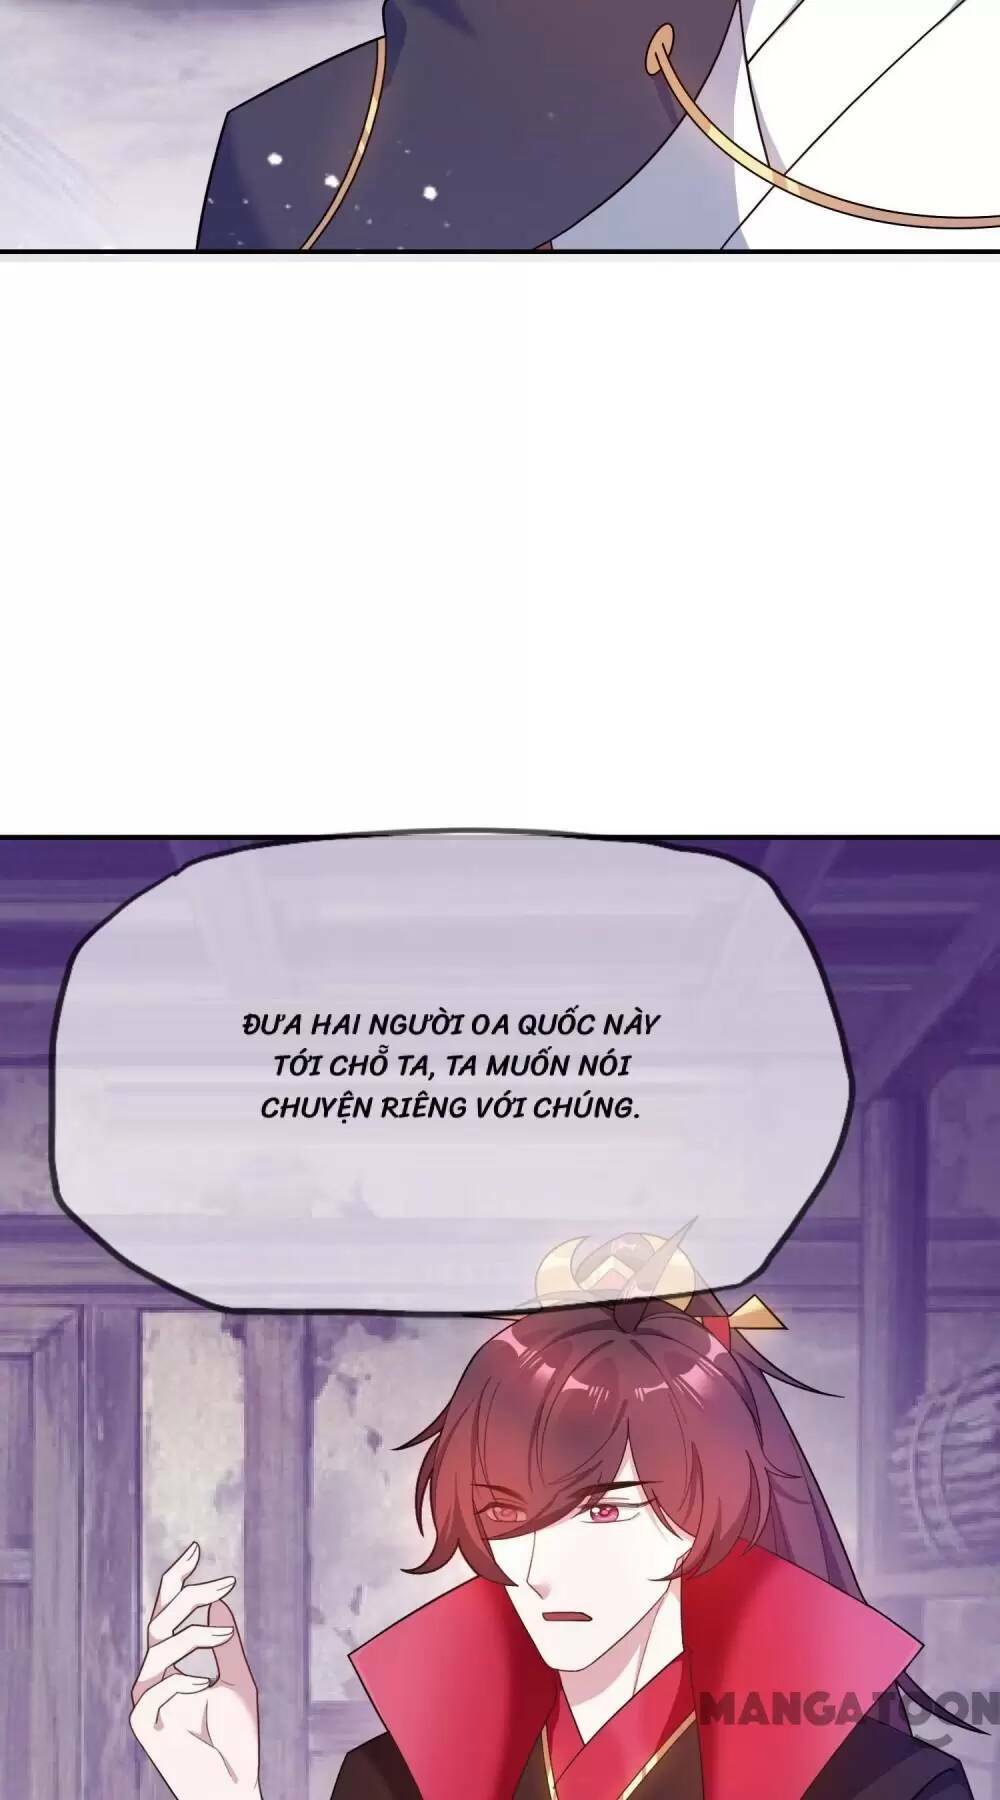 ĐƯA HAI NGƯỜI OA QUỐC NÀY
TỚI CHỖ TA, TA MUỐN NÓI
CHUYỆN RIÊNG VỚI CHÚNG.
MANGATOON